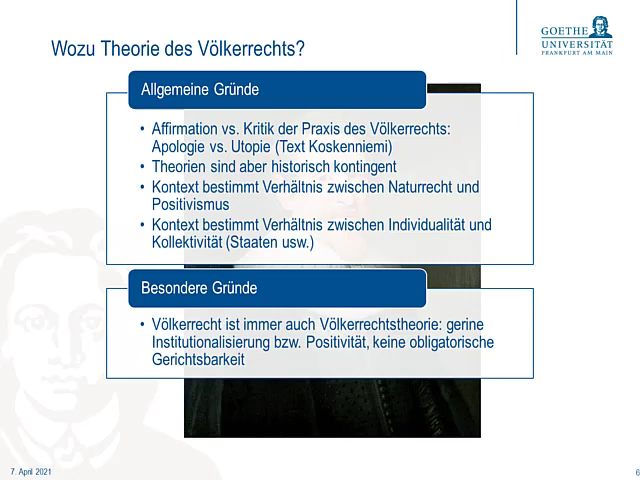 GOETHE
UNIVERSITÄT
FRANKFURT AM MAIN
Wozu Theorie des Völkerrechts?
Allgemeine Gründe
• Affirmation vs. Kritik der Praxis des Völkerrechts:
Apologie vs. Utopie (Text Koskenniemi)
• Theorien sind aber historisch kontingent
• Kontext bestimmt Verhältnis zwischen Naturrecht und
Positivismus
• Kontext bestimmt Verhältnis zwischen Individualität und
Kollektivität (Staaten usw.)
Besondere Gründe
• Völkerrecht ist immer auch Völkerrechtstheorie: gerine
Institutionalisierung bzw. Positivität, keine obligatorische
Gerichtsbarkeit
7. April 2021
6